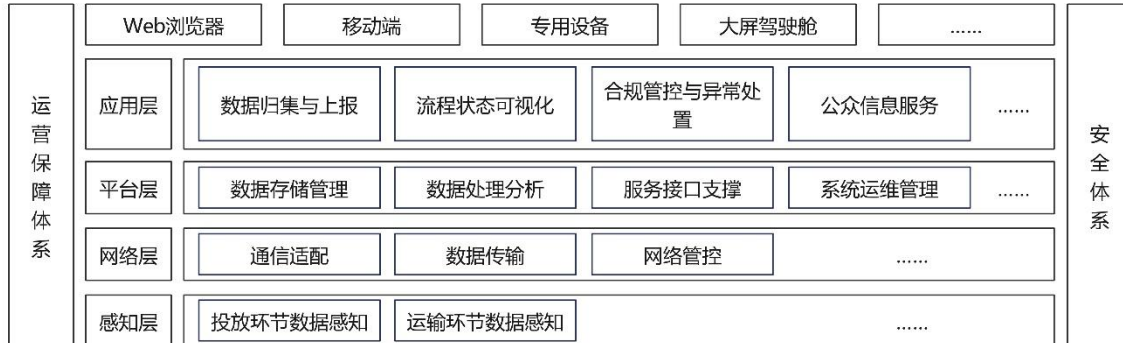 Web浏览器
移动端
专用设备
大屏驾驶舱
......
运营保障体系
应用层
数据归集与上报
流程状态可视化
合规管控与异常处
置
公众信息服务
......
安全体系
平台层
数据存储管理
数据处理分析
服务接口支撑
系统运维管理
......
网络层
通信适配
数据传输
网络管控
......
感知层
投放环节数据感知
运输环节数据感知
......